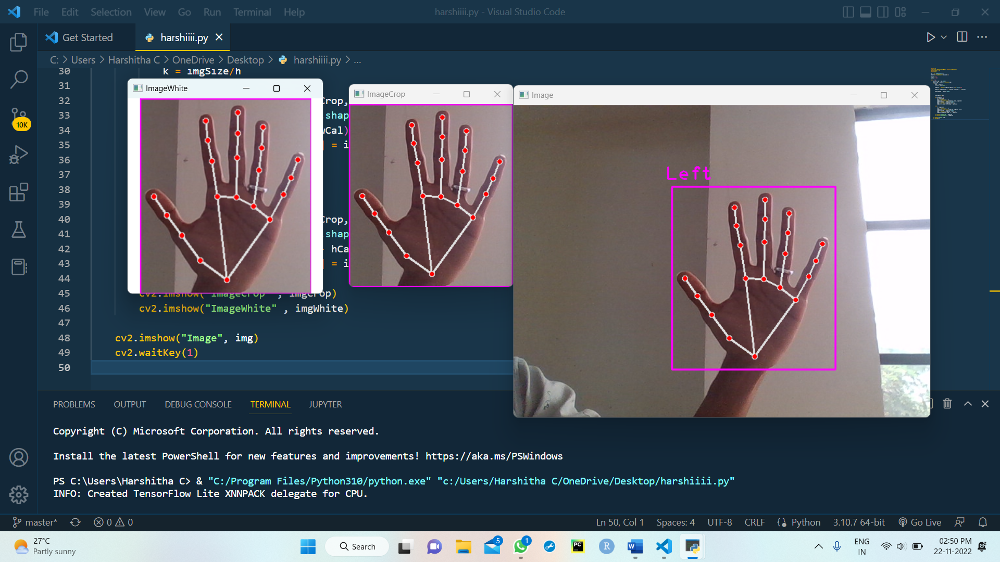 File Edit Selection View Go Run Terminal Help
harshiiii.py - Visual Studio Code
Get Started
harshiiii.py
C: > Users > Harshitha C > OneDrive > Desktop > harshiiii.py > ...
30 k = imgSize/h
31
32 Crop,
33 .shap
34 wCal)
35 ] = i
36
37
38
39
40 Crop,
41 .shap
42 hCa
43 ] = i
44
45 cv2.imshow("ImageCrop" , imgCrop)
46 cv2.imshow("ImageWhite" , imgWhite)
47
48 cv2.imshow("Image", img)
49 cv2.waitKey(1)
50
10K
ImageWhite
ImageCrop
Image
Left
PROBLEMS OUTPUT DEBUG CONSOLE TERMINAL JUPYTER
Copyright (C) Microsoft Corporation. All rights reserved.
Install the latest PowerShell for new features and improvements! https://aka.ms/PSWindows
PS C:\Users\Harshitha C> & "C:/Program Files/Python310/python.exe" "c:/Users/Harshitha C/OneDrive/Desktop/harshiiii.py"
INFO: Created TensorFlow Lite XNNPACK delegate for CPU.
master* 0 0 Ln 50, Col 1 Spaces: 4 UTF-8 CRLF Python 3.10.7 64-bit Go Live
27°C
Partly sunny
Search
5
1
PC
R
W
ENG
IN
02:50 PM
22-11-2022